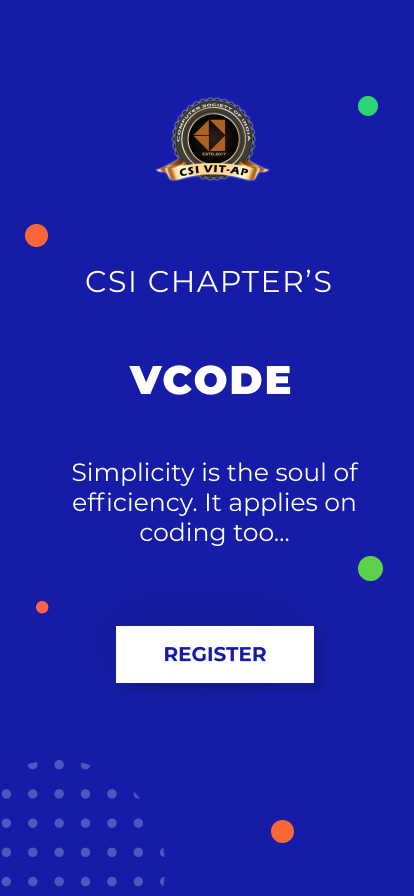 COMPUTER SOCIETY OF INDIA
ESTD.2017
CSI VIT-AP
CSI CHAPTER’S
VCODE
Simplicity is the soul of
efficiency. It applies on
coding too...
REGISTER